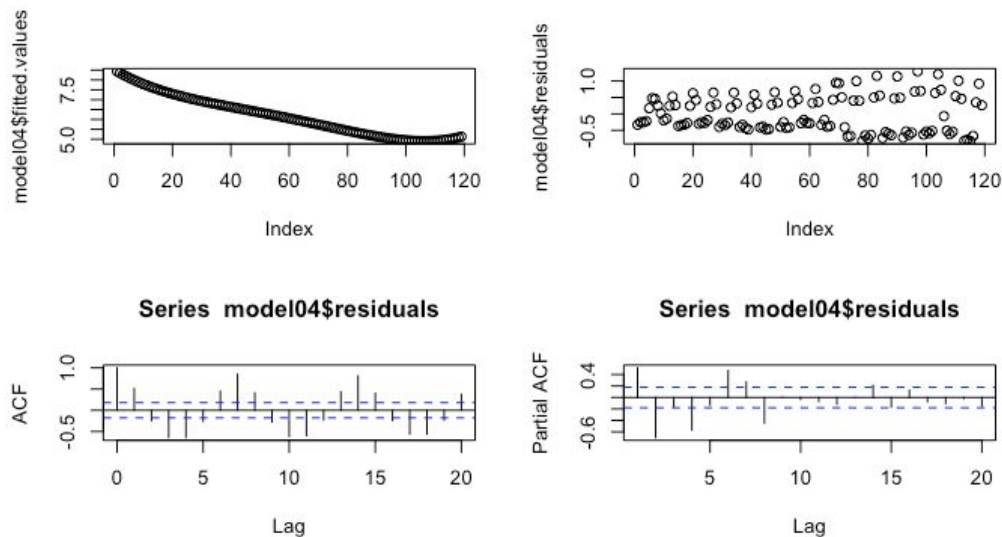 model04$fitted.values
7.5
5.0
0 20 40 60 80 100 120
Index
model04$residuals
1.0
-0.5
0 20 40 60 80 100 120
Index
Series model04$residuals
ACF
1.0
-0.5
0 5 10 15 20
Lag
Series model04$residuals
Partial ACF
0.4
-0.6
5 10 15 20
Lag